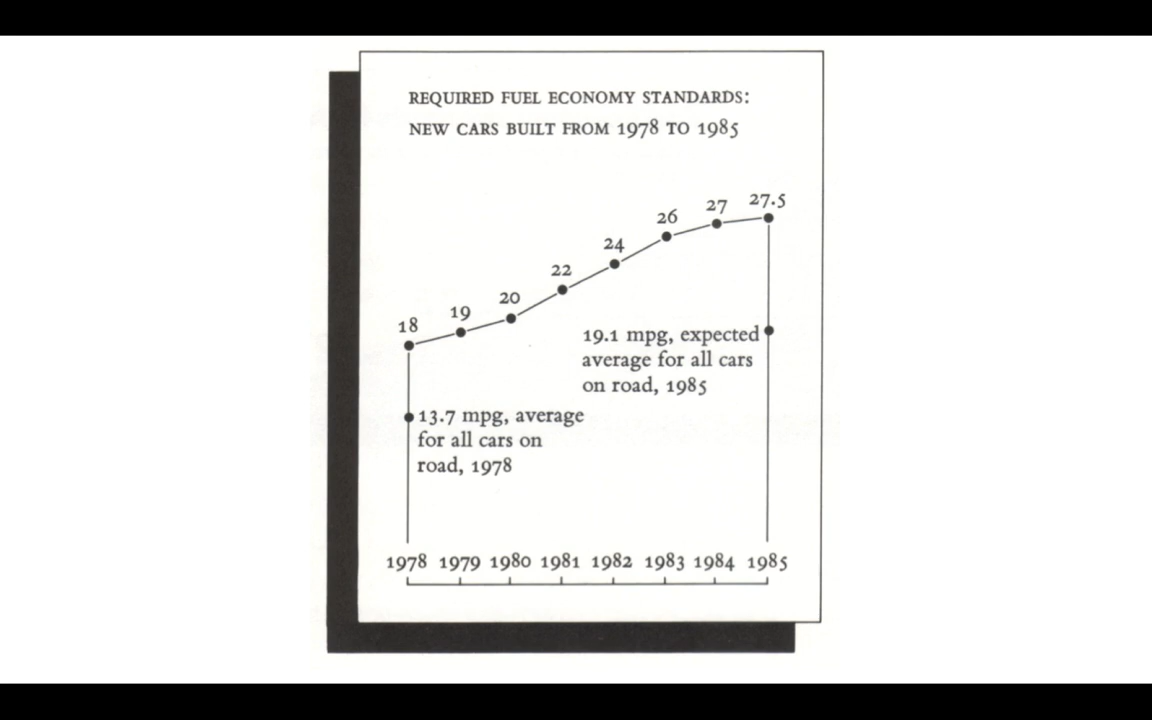 REQUIRED FUEL ECONOMY STANDARDS:
NEW CARS BUILT FROM 1978 TO 1985
27.5
27
26
24
22
20
19
18
19.1 mpg, expected
average for all cars
on road, 1985
13.7 mpg, average
for all cars on
road, 1978
1978 1979 1980 1981 1982 1983 1984 1985